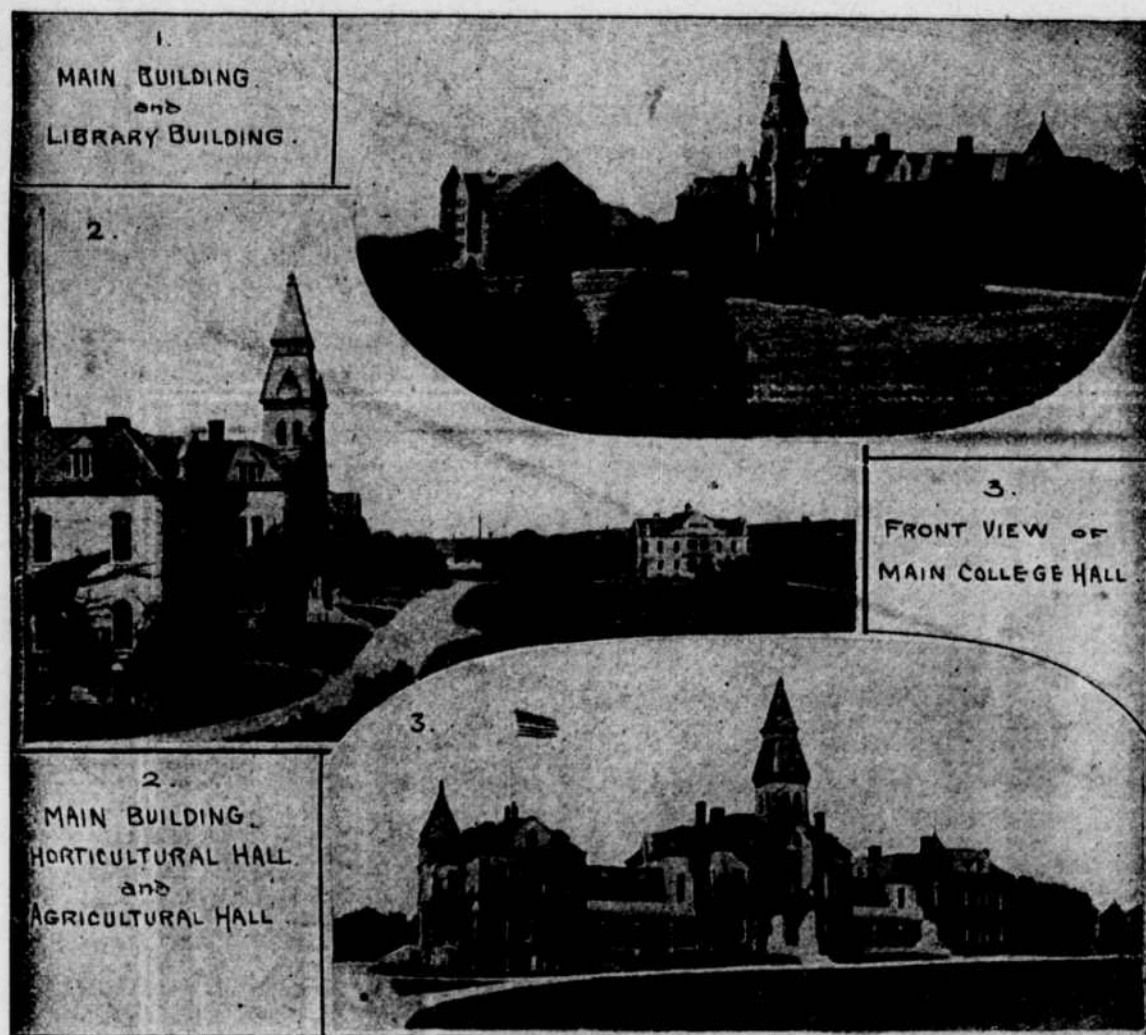 1.
MAIN BUILDING.
and
LIBRARY BUILDING.
2.
3.
FRONT VIEW OF
MAIN COLLEGE HALL.
3.
2.
MAIN BUILDING.
HORTICULTURAL HALL
and
AGRICULTURAL HALL